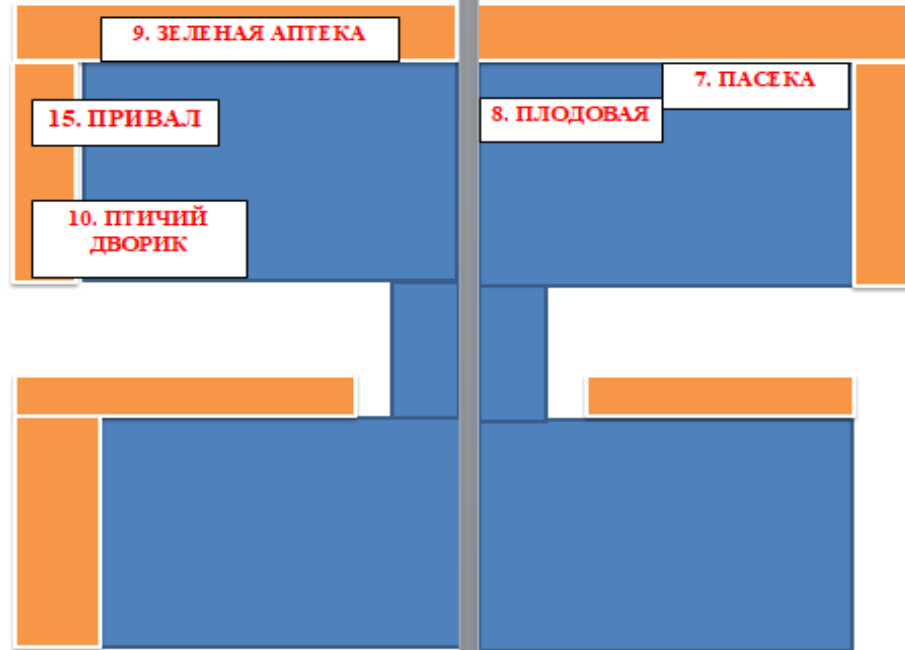 9. ЗЕЛЕНАЯ АПТЕКА
7. ПАСЕКА
15. ПРИВАЛ
8. ПЛОДОВАЯ
10. ПТИЧИЙ
ДВОРИК